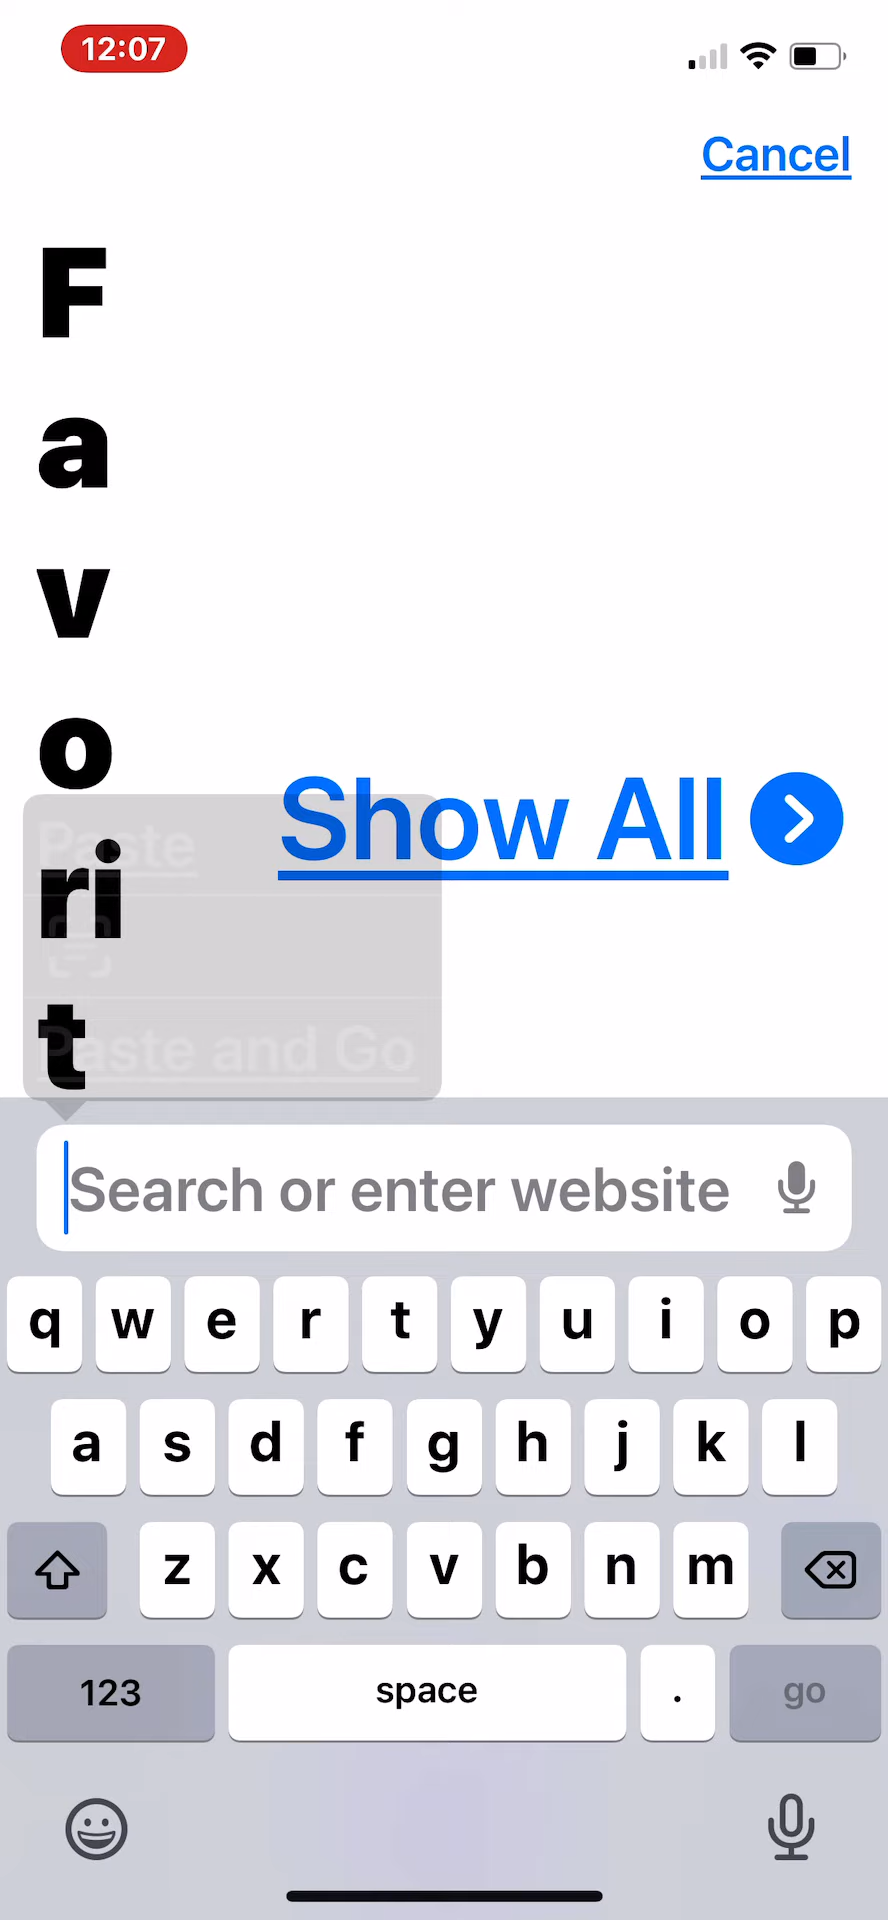 12:07
Cancel
F
a
v
o
ri
t
Show All
Paste
Paste and Go
Search or enter website
q w e r t y u i o p
a s d f g h j k l
z x c v b n m
123 space . go